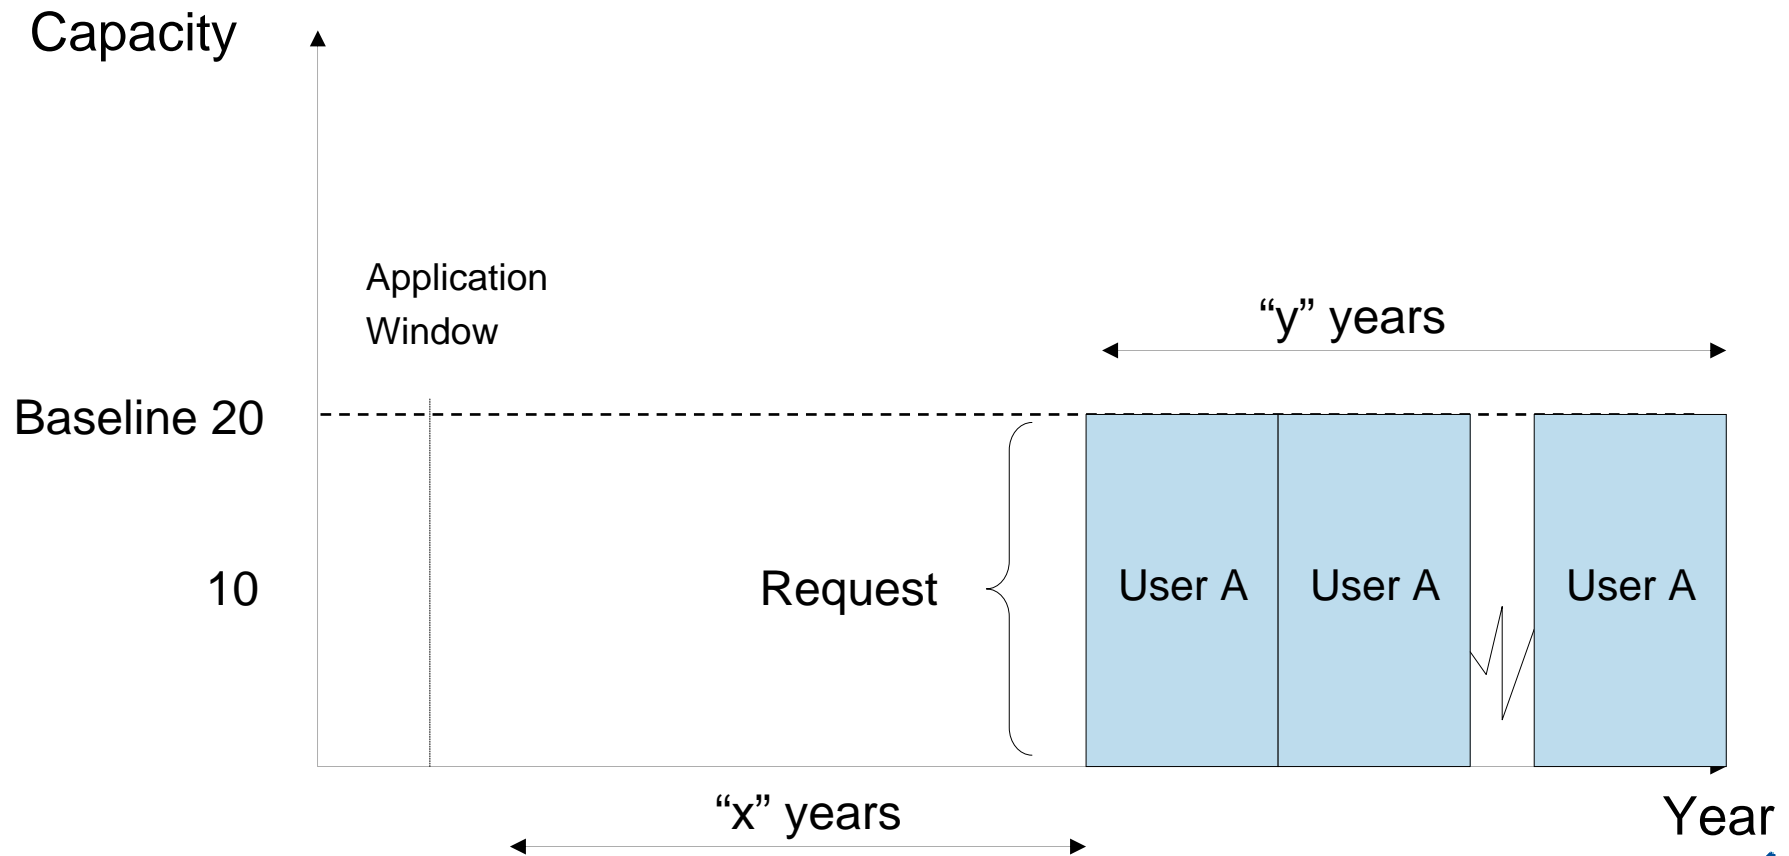 Capacity
Application
Window
“y” years
Baseline 20
10
Request
User A
User A
User A
“x” years
Year